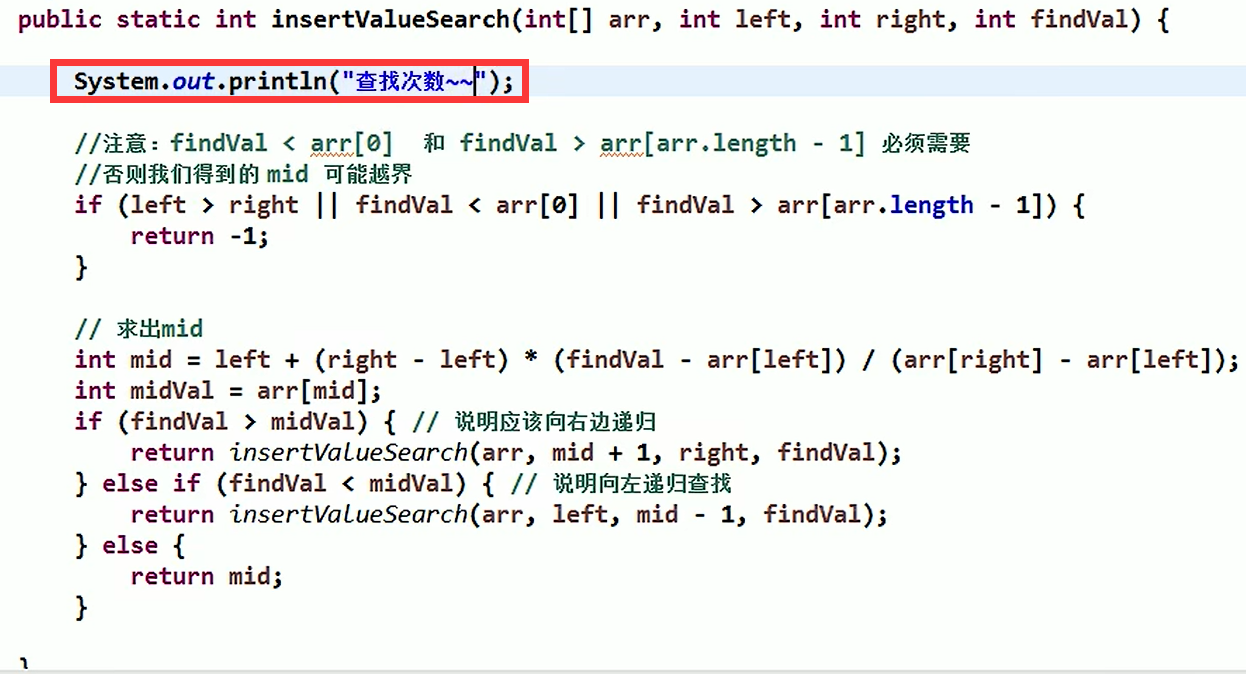 public static int insertValueSearch(int[] arr, int left, int right, int findVal) {
System.out.println("查找次数~~");
//注意：findVal < arr[0]  和 findVal > arr[arr.length - 1] 必须需要
//否则我们得到的 mid 可能越界
if (left > right || findVal < arr[0] || findVal > arr[arr.length - 1]) {
return -1;
}
// 求出mid
int mid = left + (right - left) * (findVal - arr[left]) / (arr[right] - arr[left]);
int midVal = arr[mid];
if (findVal > midVal) { // 说明应该向右边递归
return insertValueSearch(arr, mid + 1, right, findVal);
} else if (findVal < midVal) { // 说明向左递归查找
return insertValueSearch(arr, left, mid - 1, findVal);
} else {
return mid;
}
}